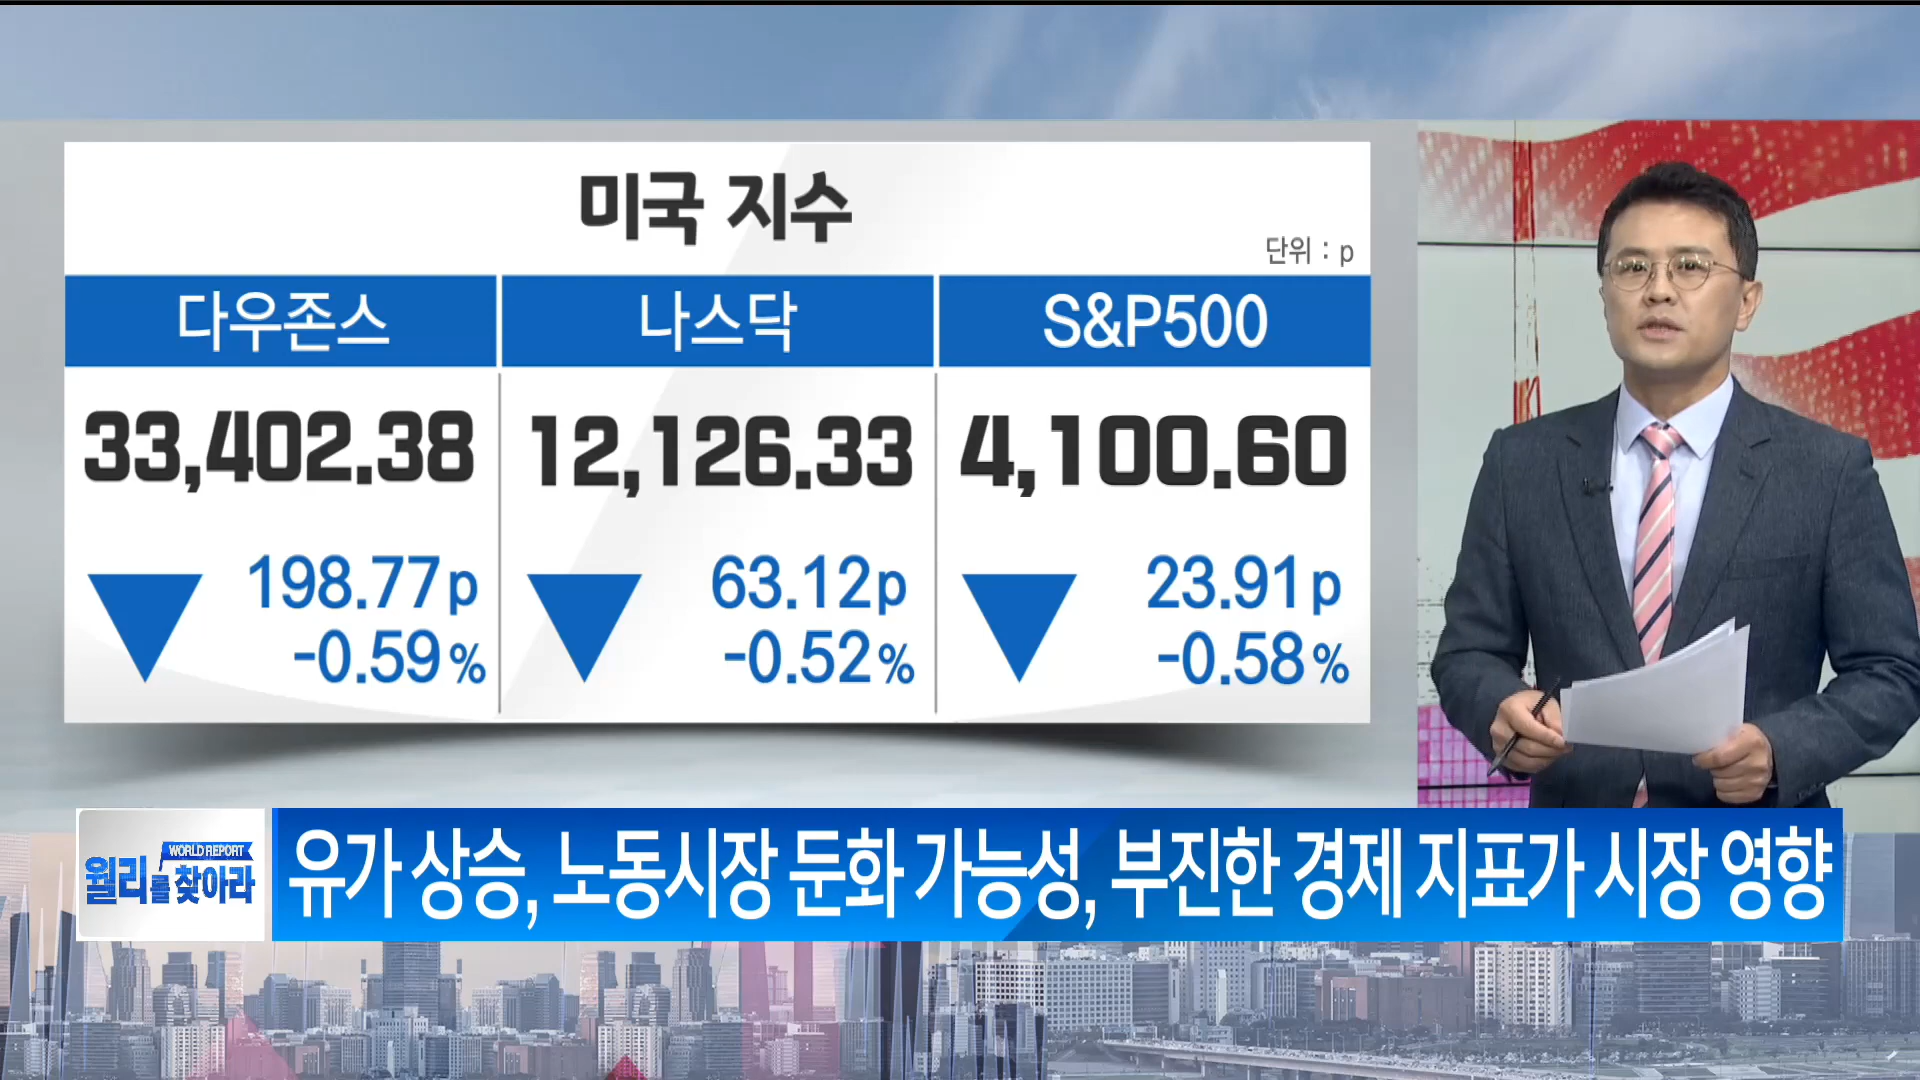 미국 지수
단위 : p
다우존스 나스닥 S&P500
33,402.38 12,126.33 4,100.60
198.77p 63.12p 23.91p
-0.59% -0.52% -0.58%
WORLD REPORT
월리를 찾아라
유가 상승, 노동시장 둔화 가능성, 부진한 경제 지표가 시장 영향